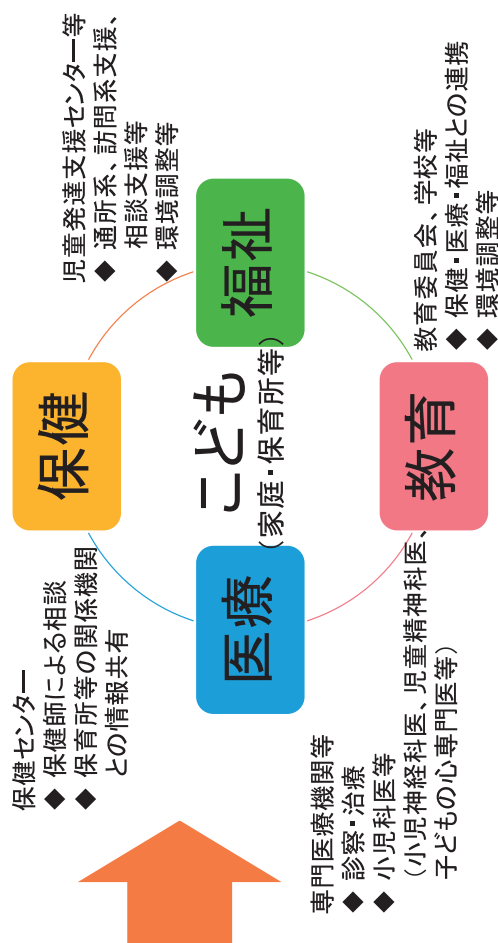 保健センター
◆ 保健師による相談
◆ 保育所等の関係機関
との情報共有
保健
児童発達支援センター等
◆ 通所系、訪問系支援、
相談支援等
◆ 環境調整等
医療
こども
(家庭・保育所等)
福祉
専門医療機関等
◆ 診察・治療
◆ 小児科医等
(小児神経科医、児童精神科医、
子どもの心専門医等)
教育
教育委員会、学校等
◆ 保健・医療・福祉との連携
◆ 環境調整等